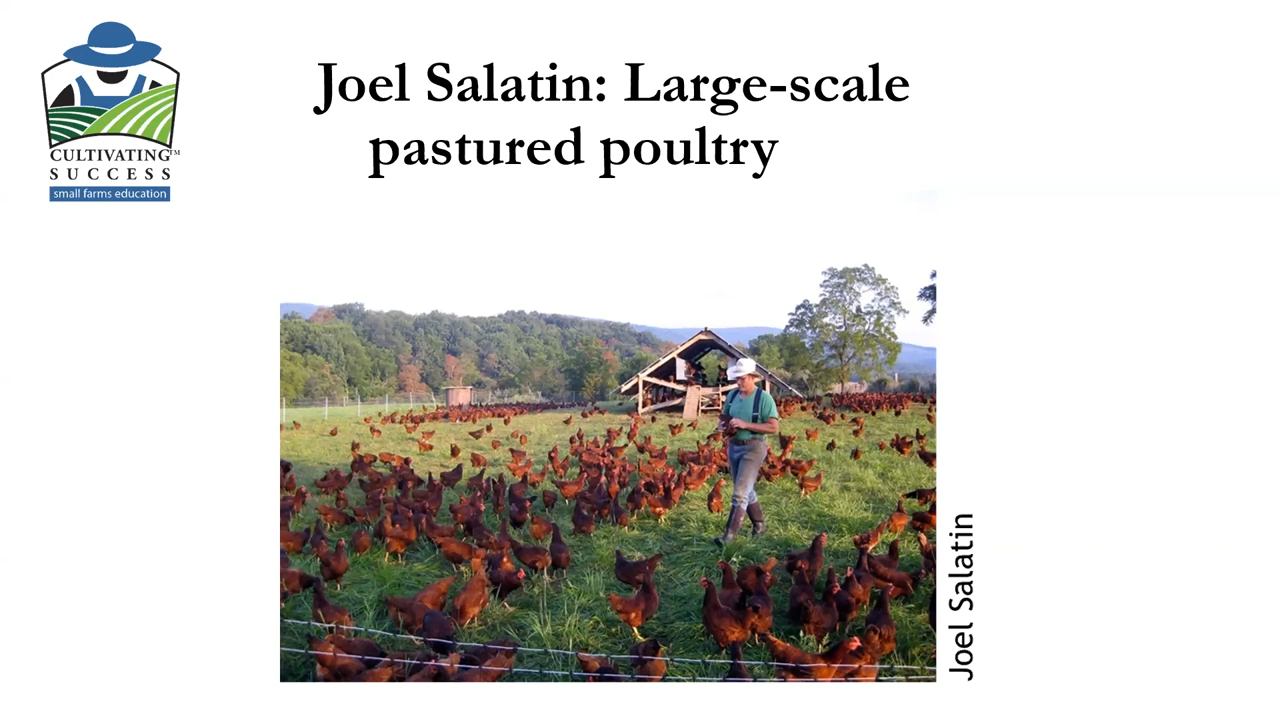 Joel Salatin: Large-scale
pastured poultry
CULTIVATING™
SUCCESS
small farms education
Joel Salatin